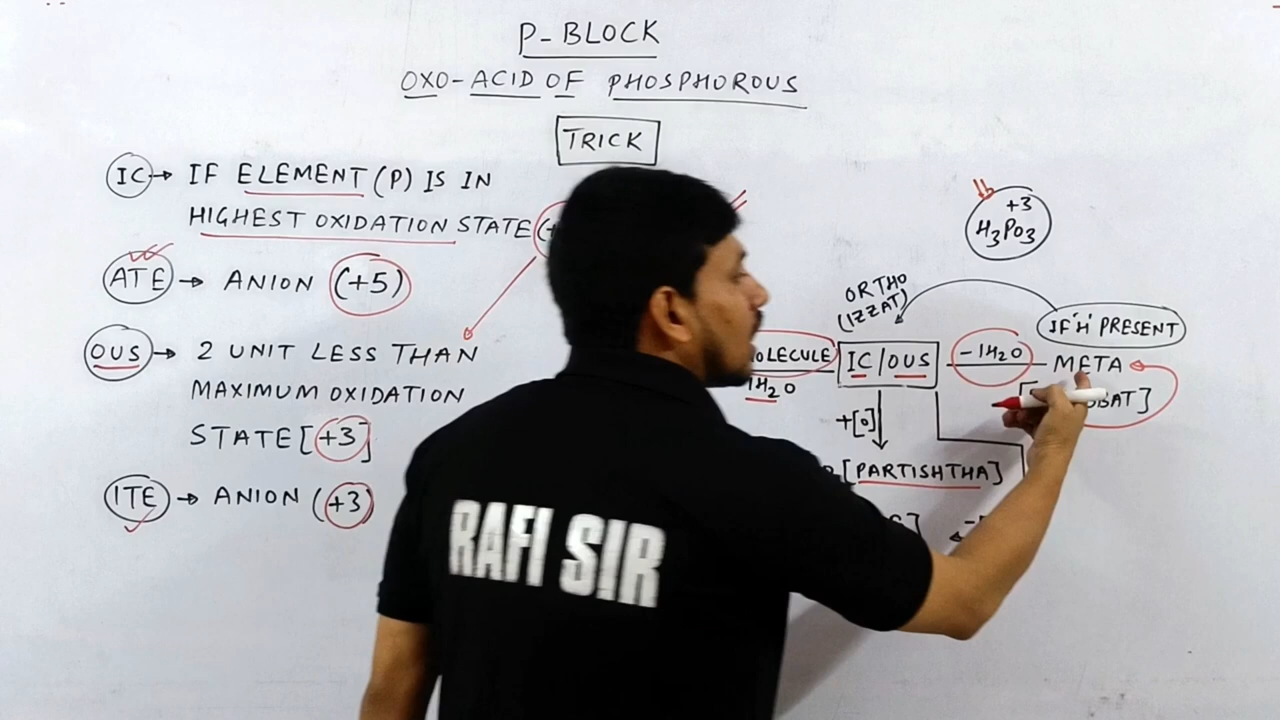 P-BLOCK
OXO-ACID OF PHOSPHOROUS
TRICK
IC → IF ELEMENT (P) IS IN
HIGHEST OXIDATION STATE (+
ATE → ANION (+5)
OUS → 2 UNIT LESS THAN
MAXIMUM OXIDATION
STATE [+3]
ITE → ANION (+3)
+3
H3PO3
ORTHO
(IZZAT)
IF 'H' PRESENT
OLECULE
1H2O
IC/OUS
-1H2O
META
BAT]
+[O]
[PARTISHTHA]
RAFI SIR